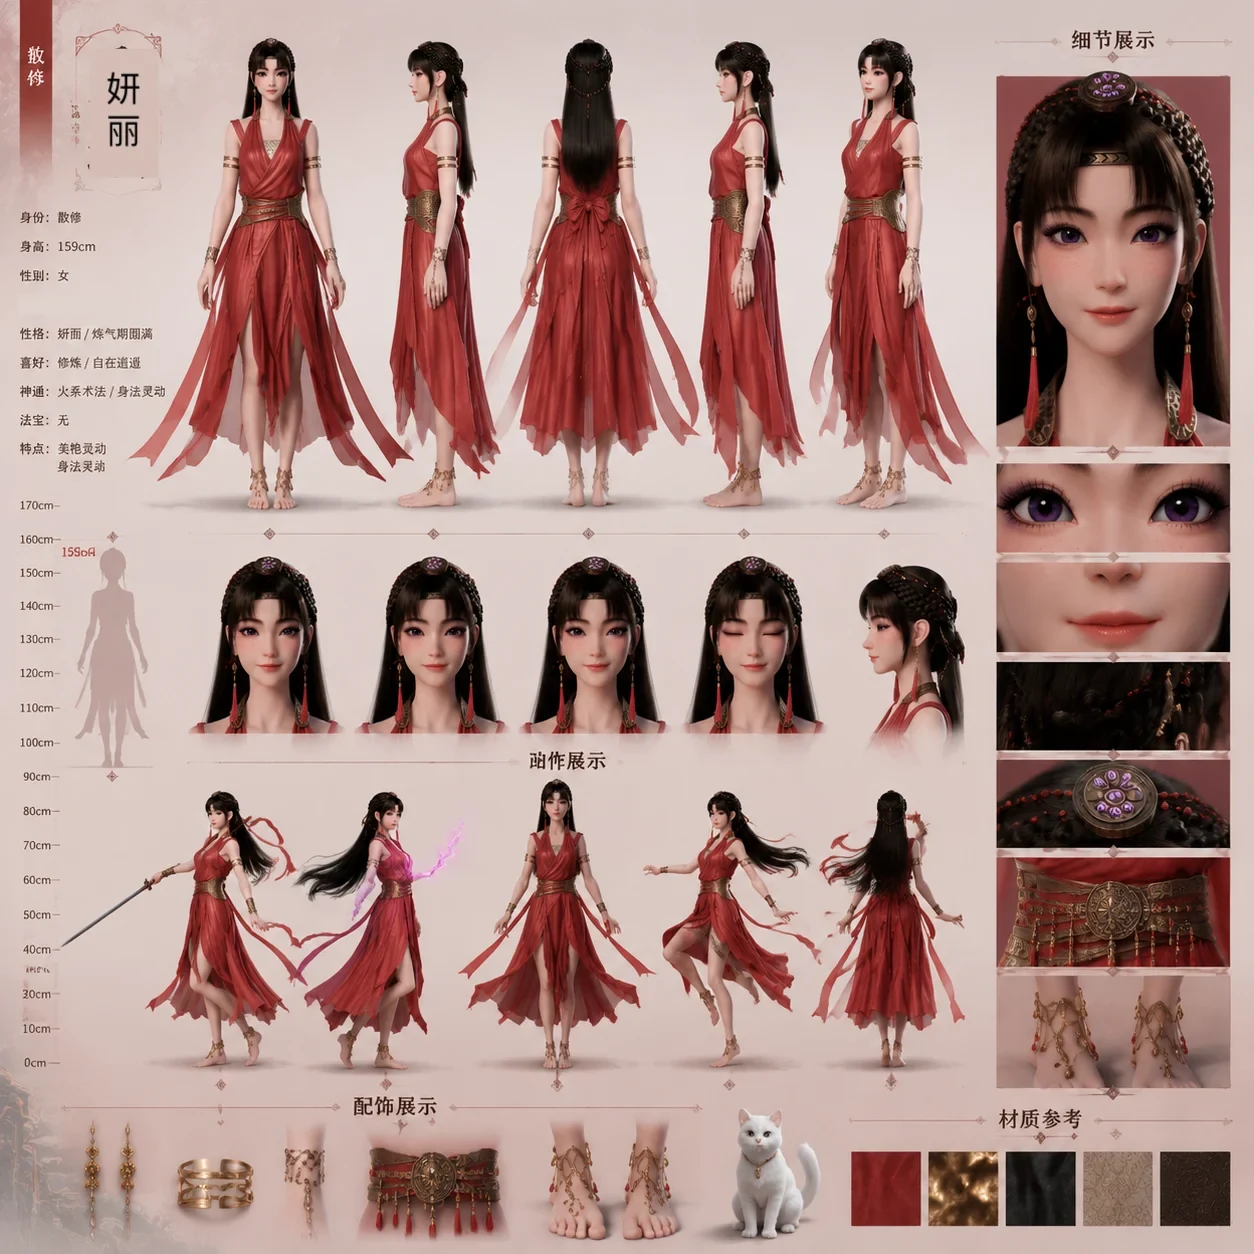 散修
妍丽
身份：散修
身高：159cm
性别：女
性格：妍面 / 炼气期圆满
喜好：修炼 / 自在逍遥
神通：火系术法 / 身法灵动
法宝：无
特点：美艳灵动
身法灵动
170cm
160cm
150cm
140cm
130cm
120cm
110cm
100cm
90cm
80cm
70cm
60cm
50cm
40cm
30cm
10cm
0cm
细节展示
动作展示
配饰展示
材质参考